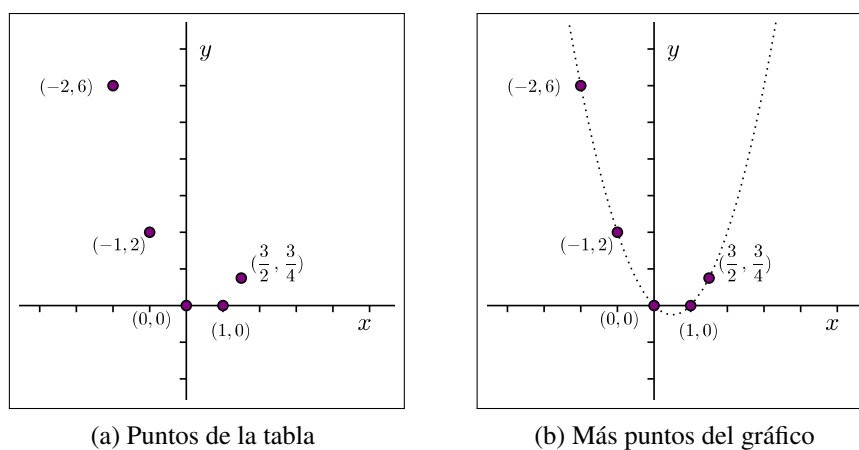 y
(−2, 6)
(−1, 2)
(3/2, 3/4)
(0, 0)
(1, 0)
x
(a) Puntos de la tabla
y
(−2, 6)
(−1, 2)
(3/2, 3/4)
(0, 0)
(1, 0)
x
(b) Más puntos del gráfico